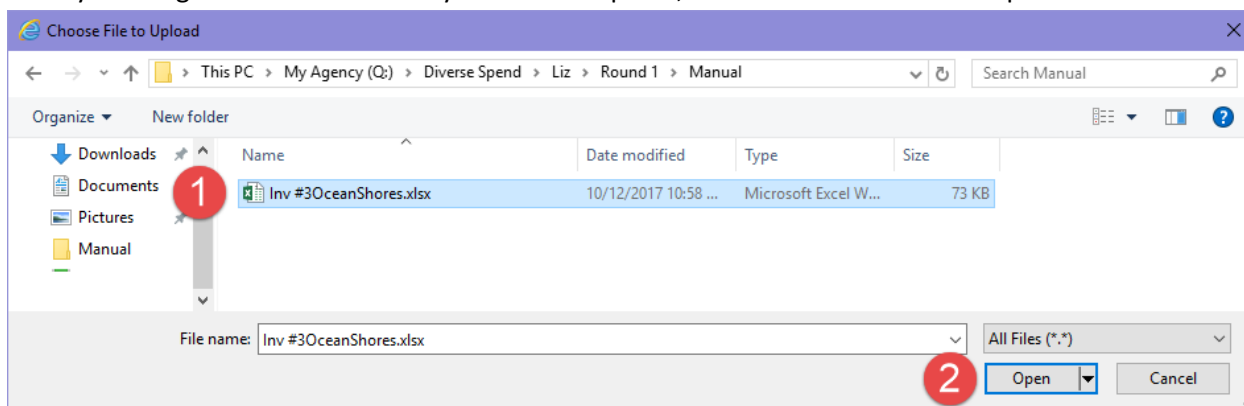 Choose File to Upload
This PC > My Agency (Q:) > Diverse Spend > Liz > Round 1 > Manual
Search Manual
Organize
New folder
Downloads
Name
Date modified
Type
Size
Documents
1
Inv #3OceanShores.xlsx
10/12/2017 10:58 ...
Microsoft Excel W...
73 KB
Pictures
Manual
File name:
Inv #3OceanShores.xlsx
All Files (*.*)
2
Open
Cancel